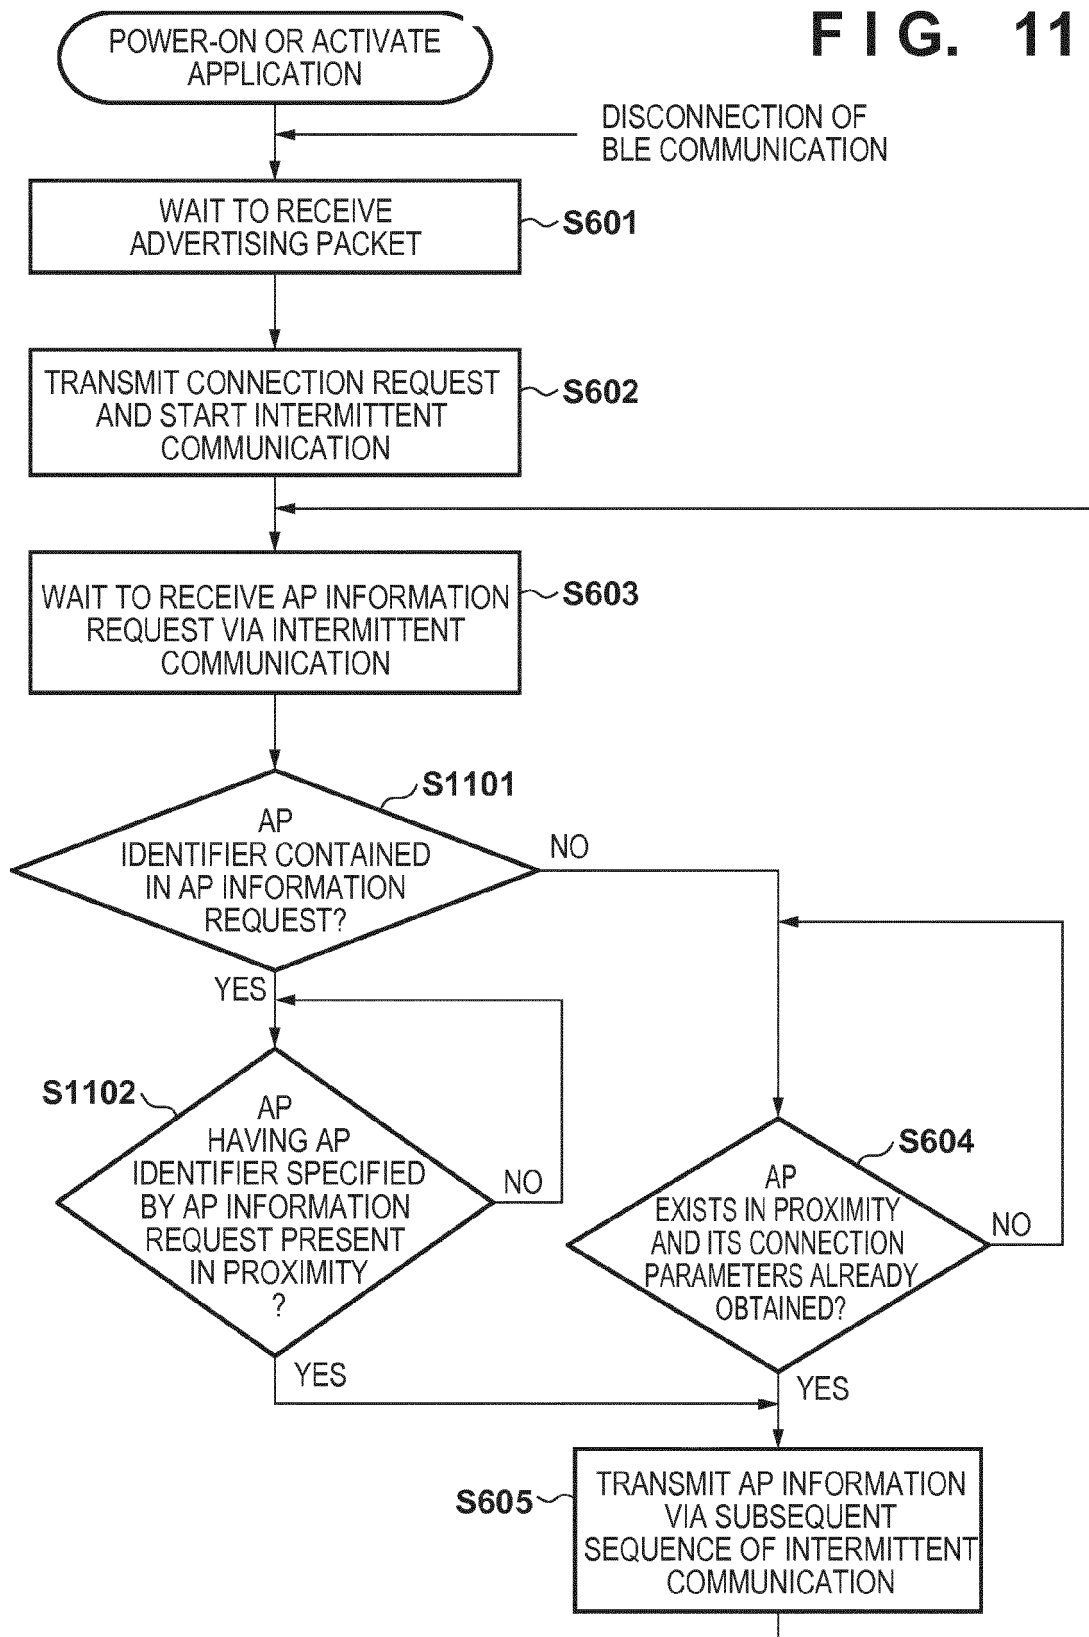 FIG. 11
POWER-ON OR ACTIVATE
APPLICATION
DISCONNECTION OF
BLE COMMUNICATION
WAIT TO RECEIVE
ADVERTISING PACKET
S601
TRANSMIT CONNECTION REQUEST
AND START INTERMITTENT
COMMUNICATION
S602
WAIT TO RECEIVE AP INFORMATION
REQUEST VIA INTERMITTENT
COMMUNICATION
S603
S1101
AP
IDENTIFIER CONTAINED
IN AP INFORMATION
REQUEST?
NO
YES
S1102
AP
HAVING AP
IDENTIFIER SPECIFIED
BY AP INFORMATION
REQUEST PRESENT
IN PROXIMITY
?
NO
YES
S604
AP
EXISTS IN PROXIMITY
AND ITS CONNECTION
PARAMETERS ALREADY
OBTAINED?
NO
YES
S605
TRANSMIT AP INFORMATION
VIA SUBSEQUENT
SEQUENCE OF INTERMITTENT
COMMUNICATION